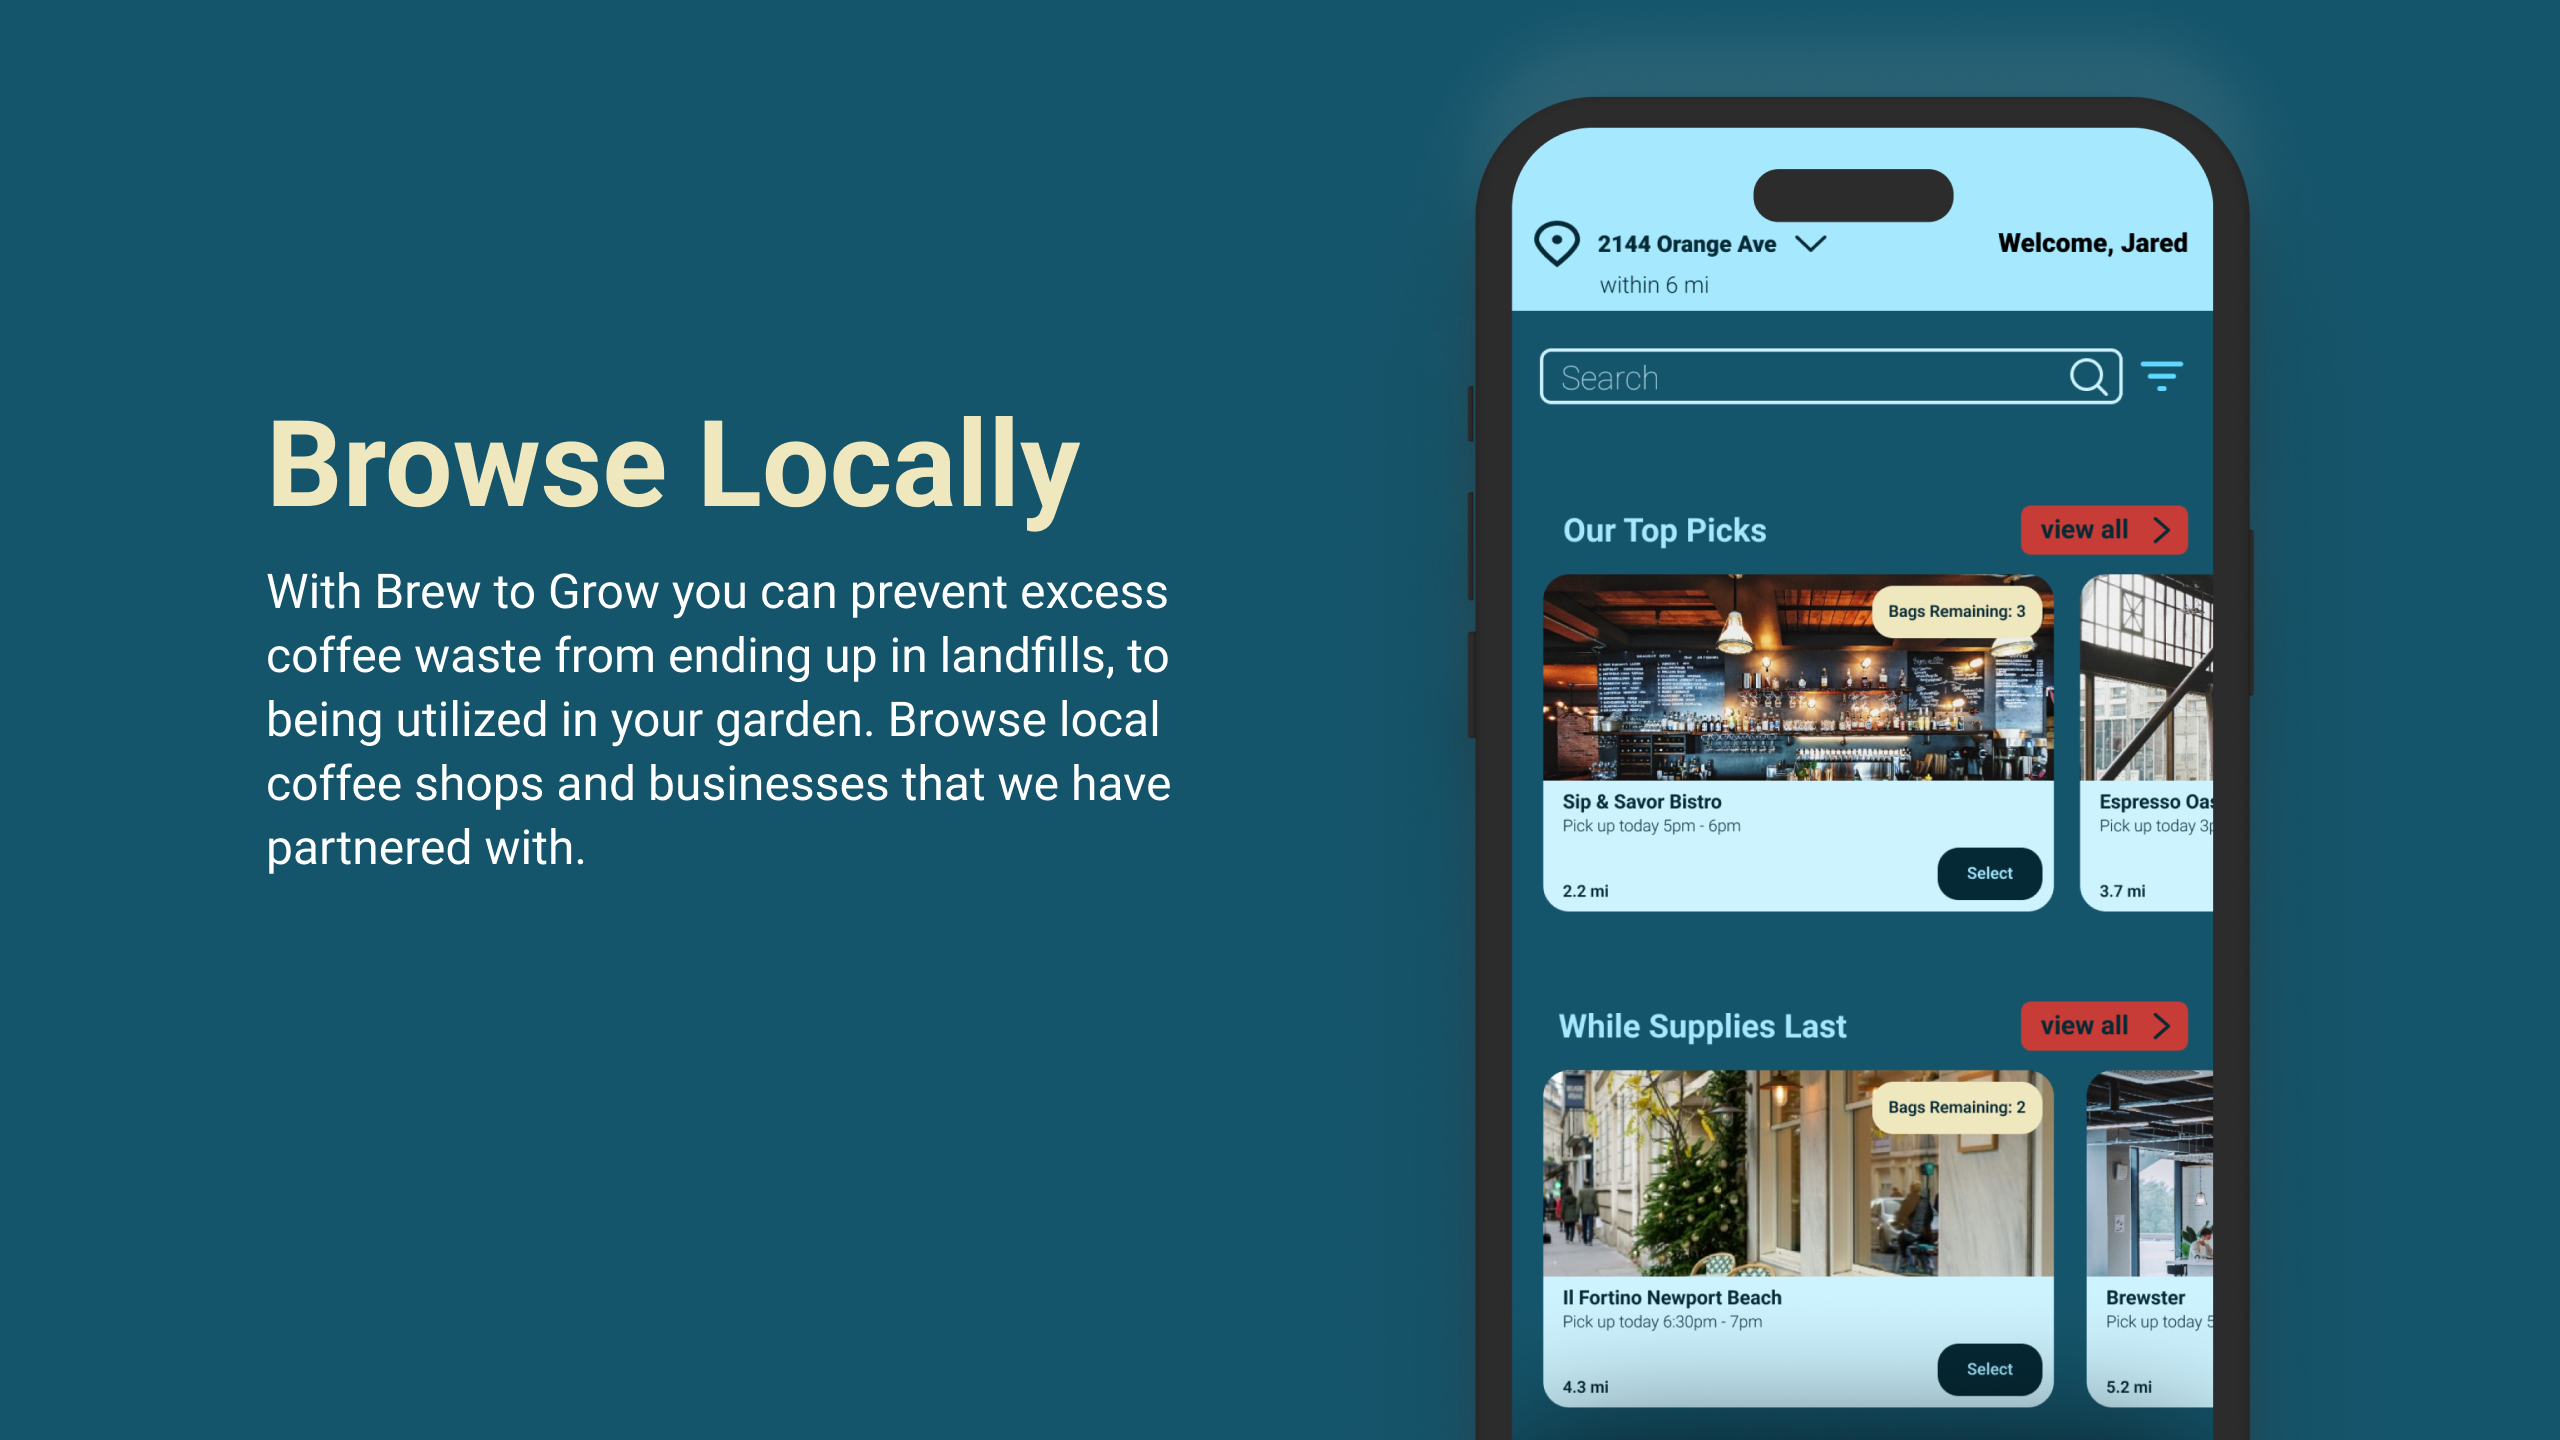 Browse Locally
With Brew to Grow you can prevent excess
coffee waste from ending up in landfills, to
being utilized in your garden. Browse local
coffee shops and businesses that we have
partnered with.
2144 Orange Ave
Welcome, Jared
within 6 mi
Search
Our Top Picks
view all
Bags Remaining: 3
Sip & Savor Bistro
Pick up today 5pm - 6pm
2.2 mi
Select
Espresso Oas
Pick up today 3p
3.7 mi
While Supplies Last
view all
Bags Remaining: 2
Il Fortino Newport Beach
Pick up today 6:30pm - 7pm
4.3 mi
Select
Brewster
Pick up today 5
5.2 mi